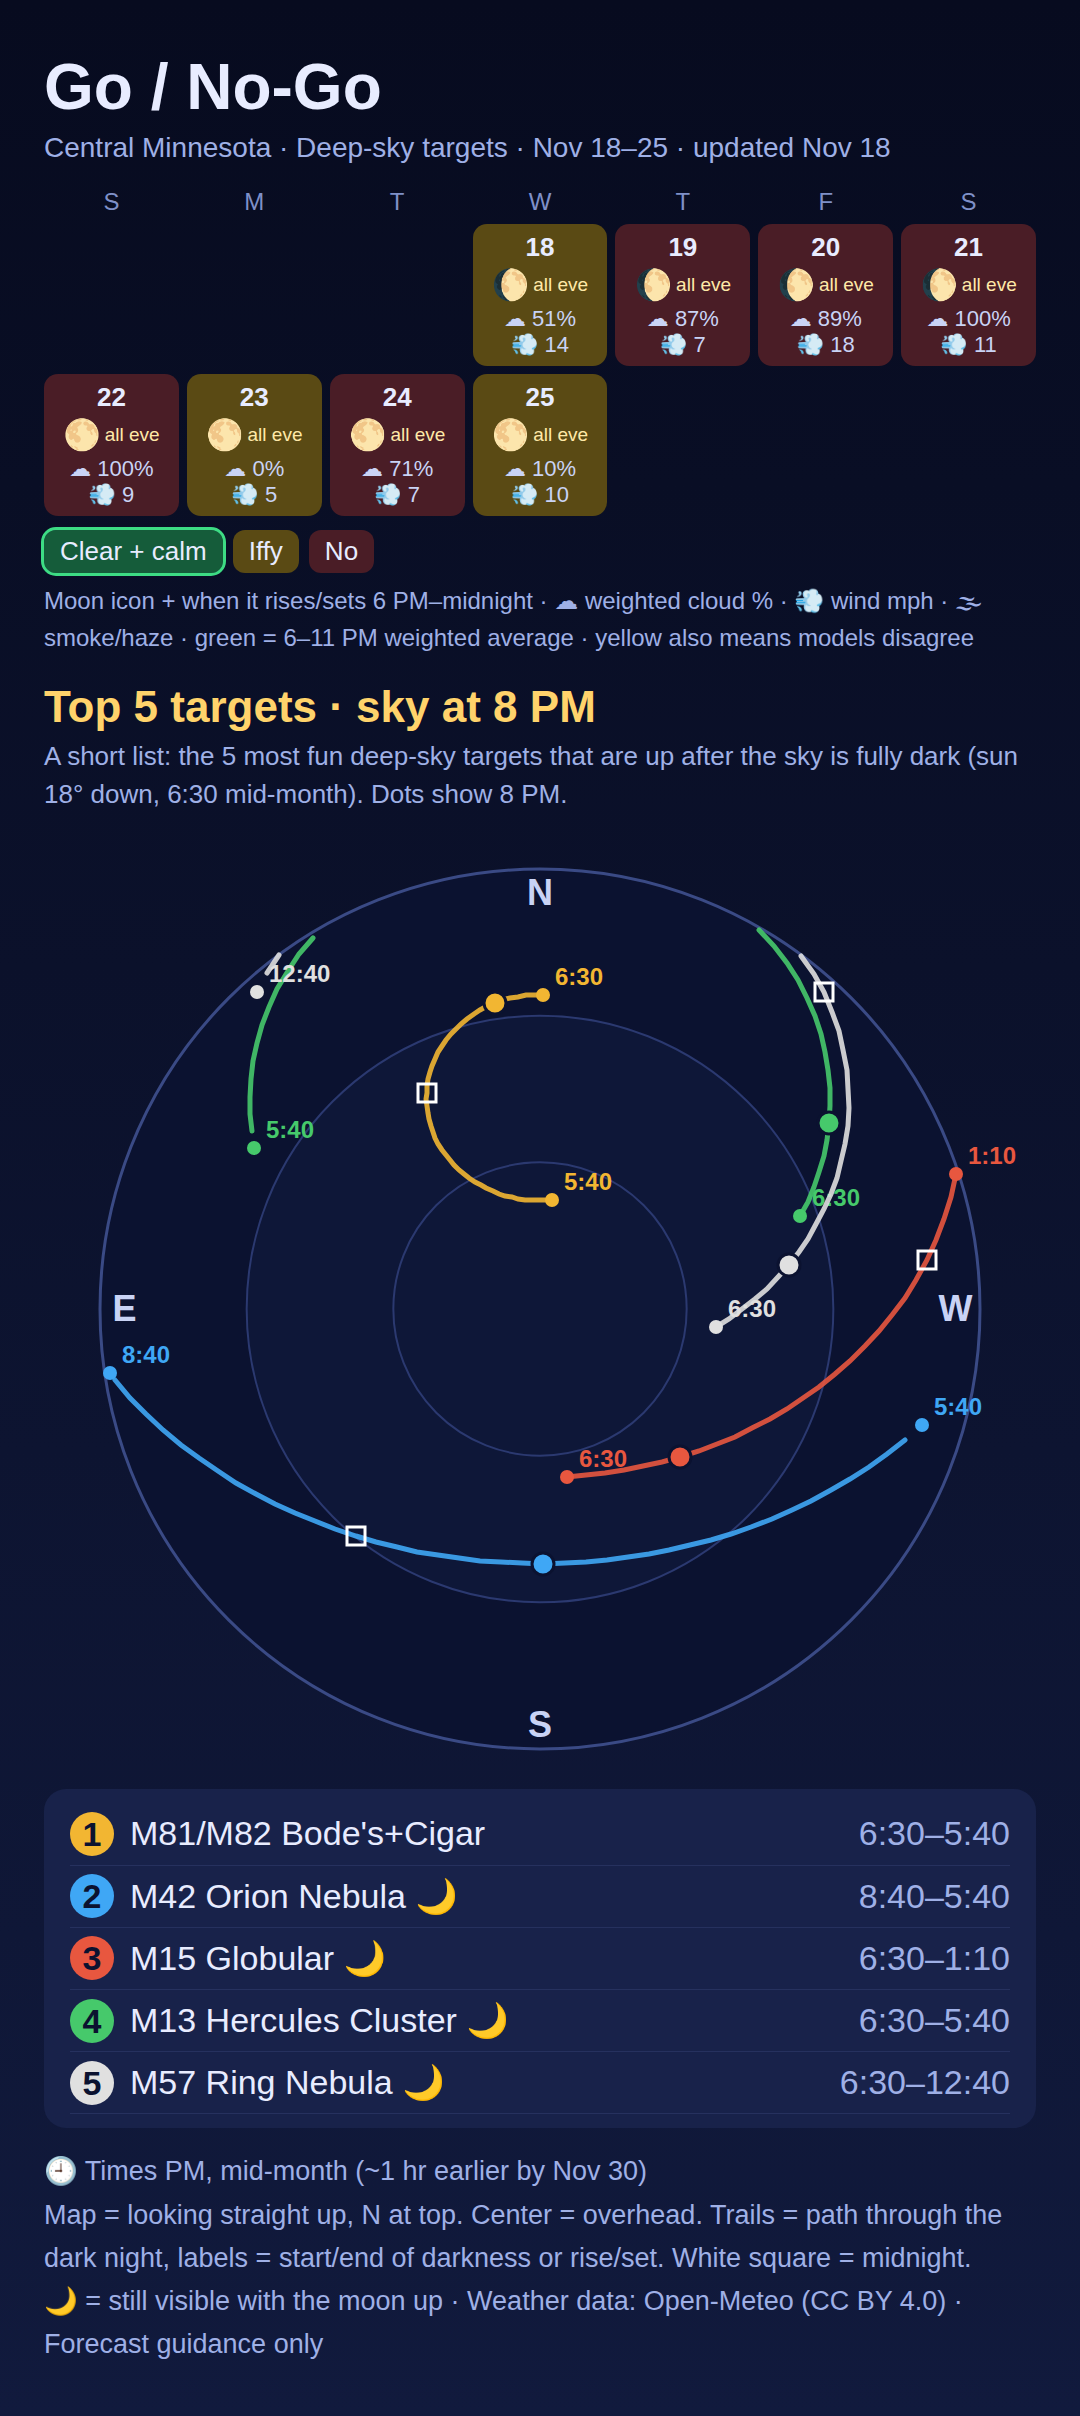 Go / No-Go
Central Minnesota · Deep-sky targets · Nov 18–25 · updated Nov 18
S M T W T F S
18 19 20 21
🌔 all eve 🌔 all eve 🌔 all eve 🌔 all eve
☁ 51% ☁ 87% ☁ 89% ☁ 100%
💨 14 💨 7 💨 18 💨 11
22 23 24 25
🌕 all eve 🌕 all eve 🌕 all eve 🌕 all eve
☁ 100% ☁ 0% ☁ 71% ☁ 10%
💨 9 💨 5 💨 7 💨 10
Clear + calm Iffy No
Moon icon + when it rises/sets 6 PM–midnight · ☁ weighted cloud % · 💨 wind mph · 🌫
smoke/haze · green = 6–11 PM weighted average · yellow also means models disagree
Top 5 targets · sky at 8 PM
A short list: the 5 most fun deep-sky targets that are up after the sky is fully dark (sun
18° down, 6:30 mid-month). Dots show 8 PM.
N
12:40
6:30
5:40
1:10
5:40
6:30
E
6:30
W
8:40
5:40
6:30
S
1 M81/M82 Bode's+Cigar 6:30–5:40
2 M42 Orion Nebula 🌙 8:40–5:40
3 M15 Globular 🌙 6:30–1:10
4 M13 Hercules Cluster 🌙 6:30–5:40
5 M57 Ring Nebula 🌙 6:30–12:40
🕘 Times PM, mid-month (~1 hr earlier by Nov 30)
Map = looking straight up, N at top. Center = overhead. Trails = path through the
dark night, labels = start/end of darkness or rise/set. White square = midnight.
🌙 = still visible with the moon up · Weather data: Open-Meteo (CC BY 4.0) ·
Forecast guidance only